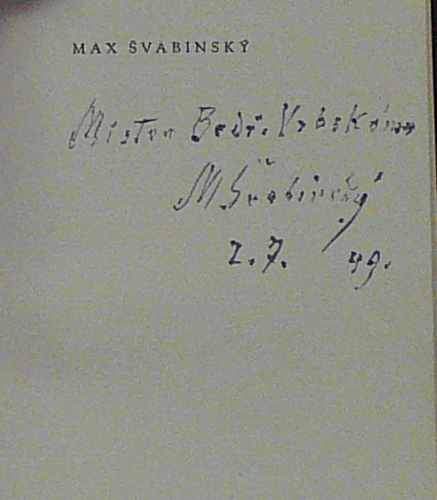 MAX ŠVABINSKÝ
Mistru Bedř. Vrbskému
M Švabinský
2.7. 49.